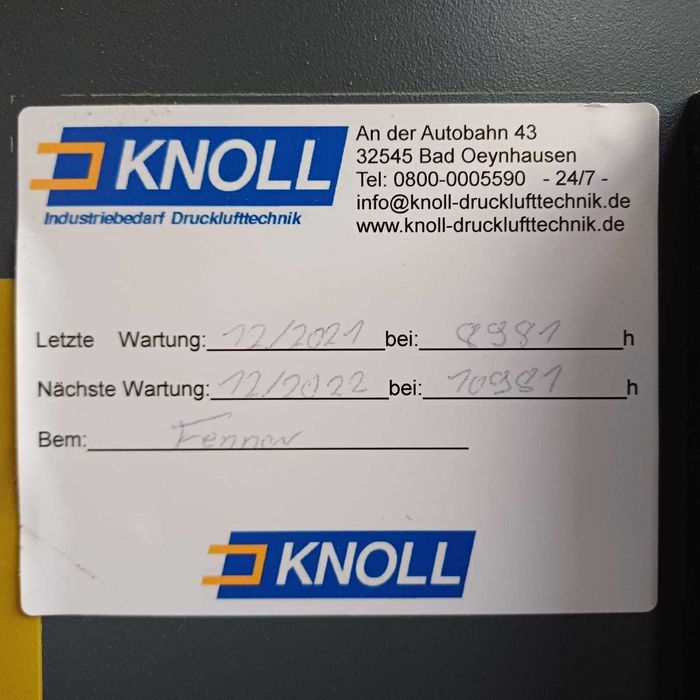 KNOLL
Industriebedarf Drucklufttechnik
An der Autobahn 43
32545 Bad Oeynhausen
Tel: 0800-0005590 - 24/7 -
info@knoll-drucklufttechnik.de
www.knoll-drucklufttechnik.de
Letzte Wartung: 12/2021 bei: 8981 h
Nächste Wartung: 12/2022 bei: 10981 h
Bem:
KNOLL